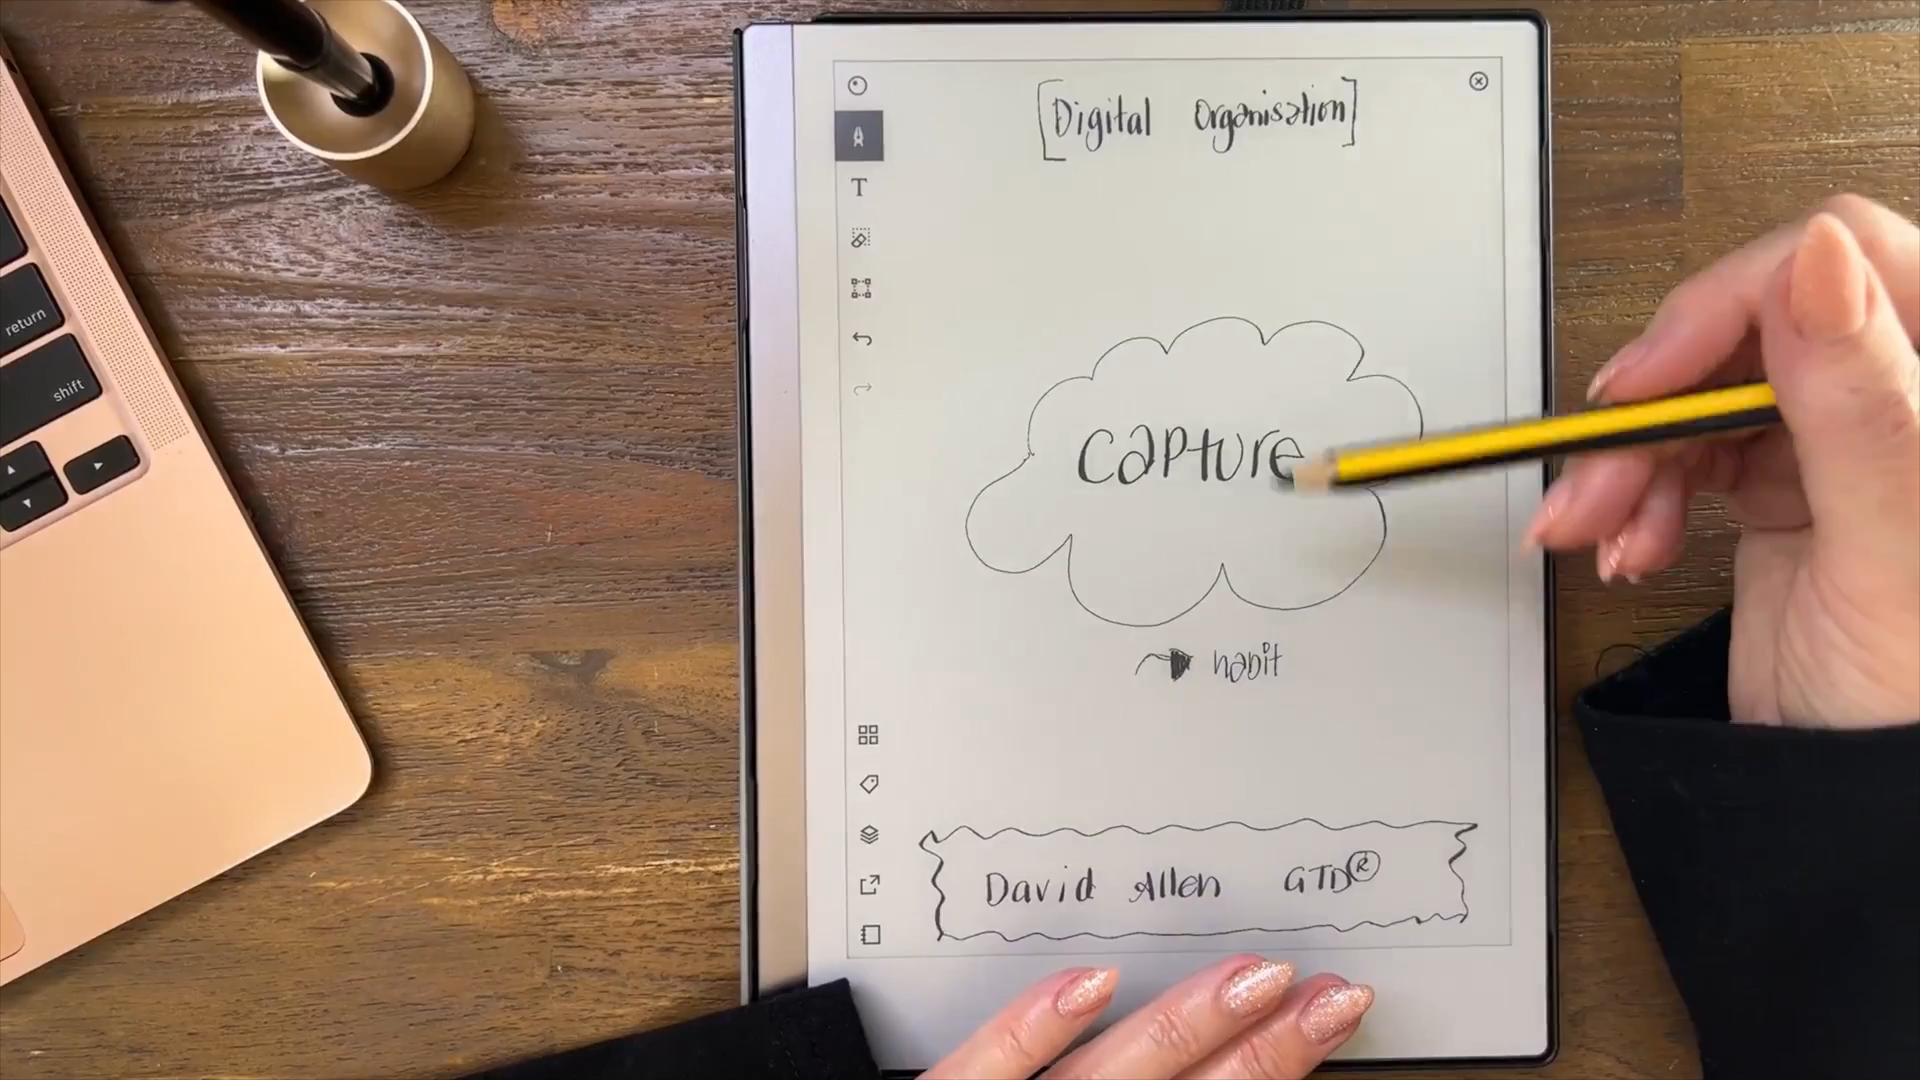 [Digital Organisation]
T
return
shift
capture
habit
David Allen GTD®